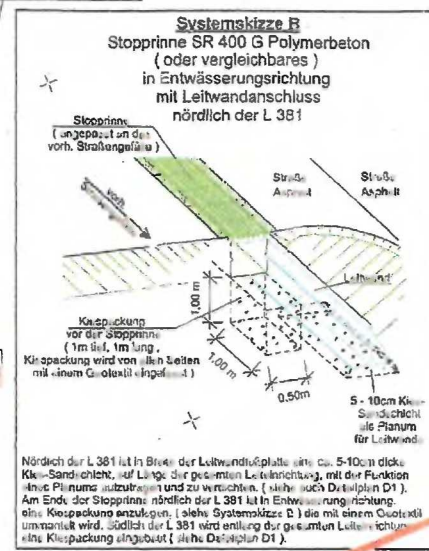 Systemskizze B
Stopprinne SR 400 G Polymerbeton
( oder vergleichbares )
in Entwässerungsrichtung
mit Leitwandanschluss
nördlich der L 381
Stopprinne
( angepasst an das
vorh. Straßengefälle )
Straße
Asphalt
Straße
Asphalt
vorh.
Leitwand
1,00 m
Kiespackung
vor der Stopprinne
( 1m tief, 1m lang ,
Kiespackung wird von allen Seiten
mit einem Geotextil eingefasst )
1,00 m
0.50m
5 - 10cm Kies-
Sandschicht
als Planum
für Leitwand
Nördlich der L 381 ist in Breite der Leitwandfußplatte eine ca. 5-10cm dicke
Kies-Sandschicht, auf Länge der gesamten Leiteinrichtung, mit der Funktion
eines Planums aufzutragen und zu verdichten. ( siehe auch Detailplan D1 ).
Am Ende der Stopprinne nördlich der L 381 ist in Entwässerungsrichtung
eine Kiespackung anzulegen. ( siehe Systemskizze B ) die mit einem Geotextil
ummantelt wird. Südlich der L 381 wird entlang der gesamten Leiteinrichtung
eine Kiespackung eingebaut ( siehe Detailplan D1 ).